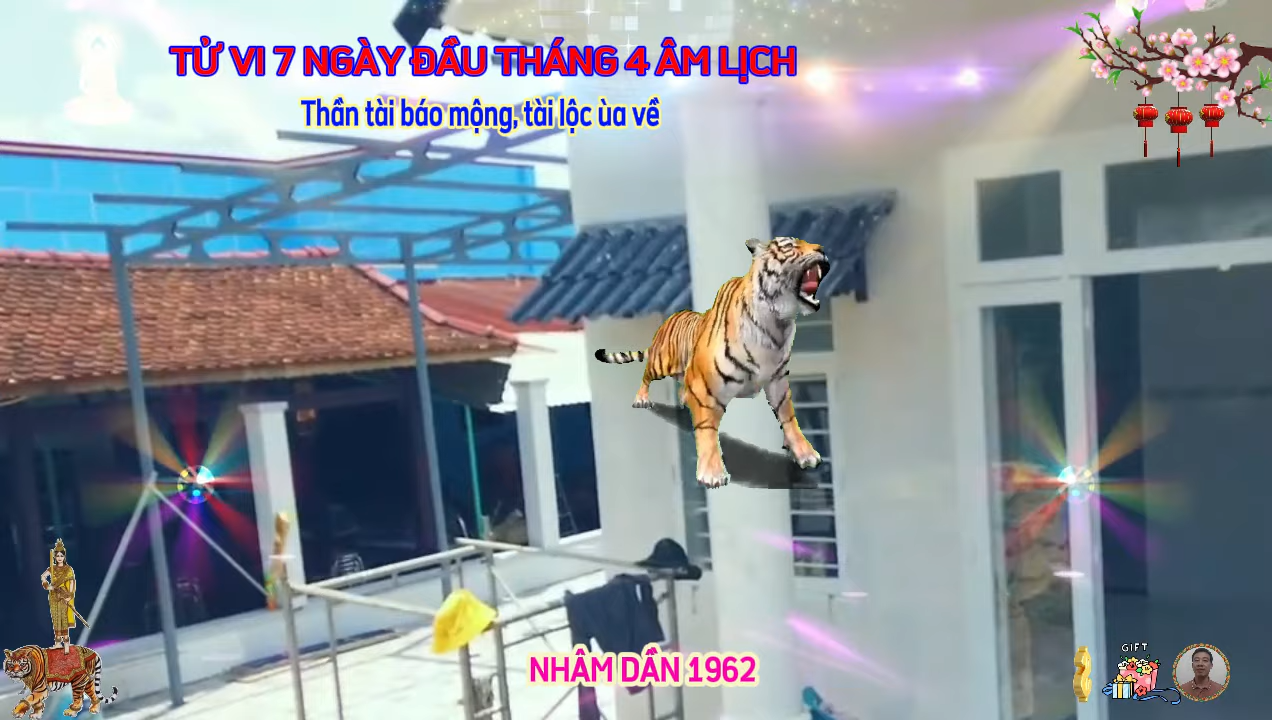 TỬ VI 7 NGÀY ĐẦU THÁNG 4 ÂM LỊCH
Thần tài báo mộng, tài lộc ùa về
GIFT
NHÂM DẦN 1962